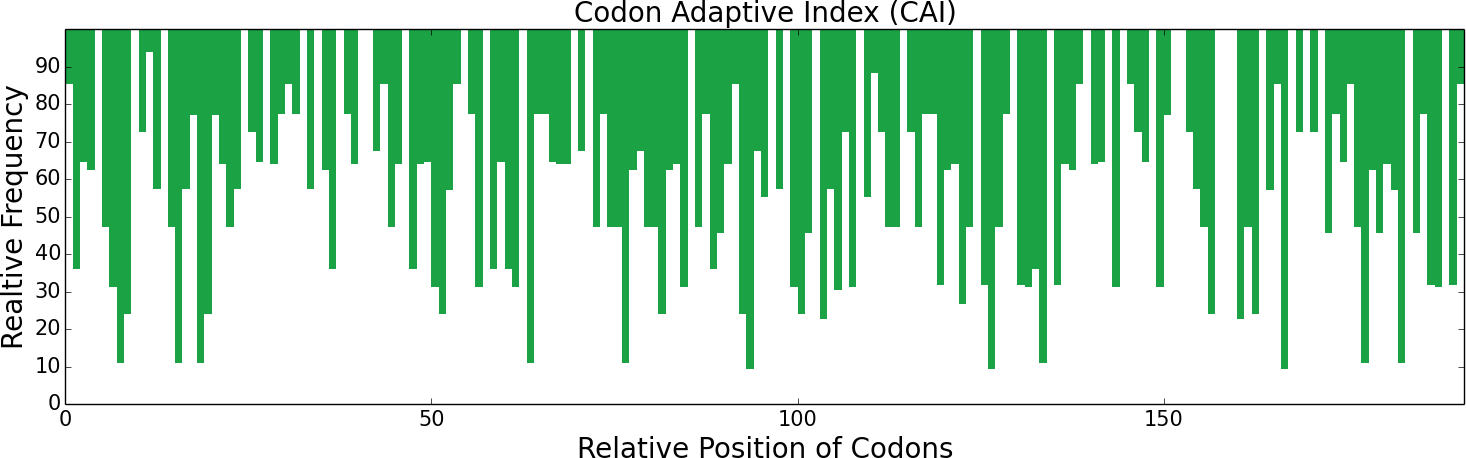 Codon Adaptive Index (CAI)
Realtive Frequency
90
80
70
60
50
40
30
20
10
0
0 50 100 150
Relative Position of Codons